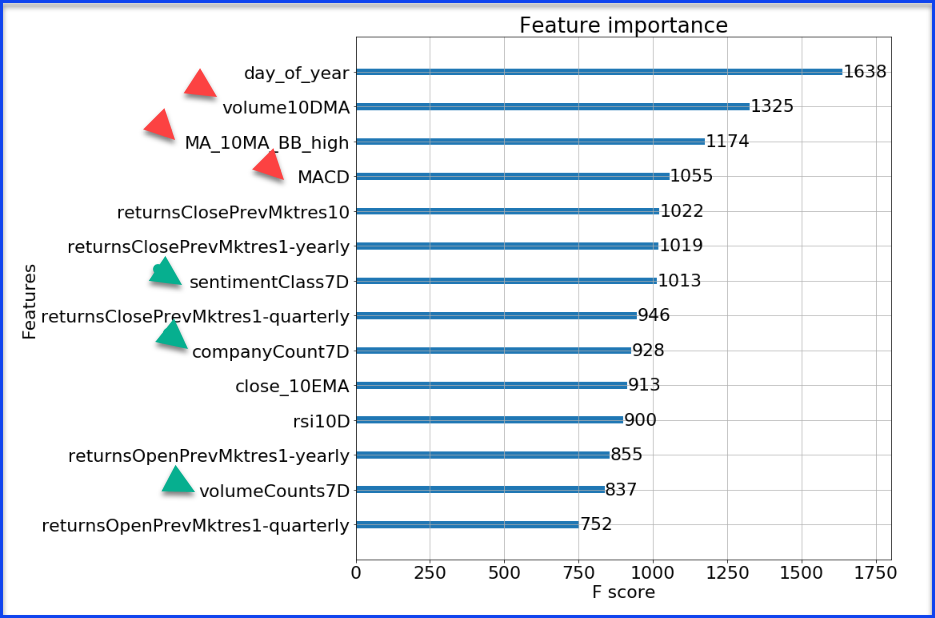 Feature importance
day_of_year 1638
volume10DMA 1325
MA_10MA_BB_high 1174
MACD 1055
returnsClosePrevMktres10 1022
returnsClosePrevMktres1-yearly 1019
sentimentClass7D 1013
returnsClosePrevMktres1-quarterly 946
companyCount7D 928
close_10EMA 913
rsi10D 900
returnsOpenPrevMktres1-yearly 855
volumeCounts7D 837
returnsOpenPrevMktres1-quarterly 752
Features
0 250 500 750 1000 1250 1500 1750
F score